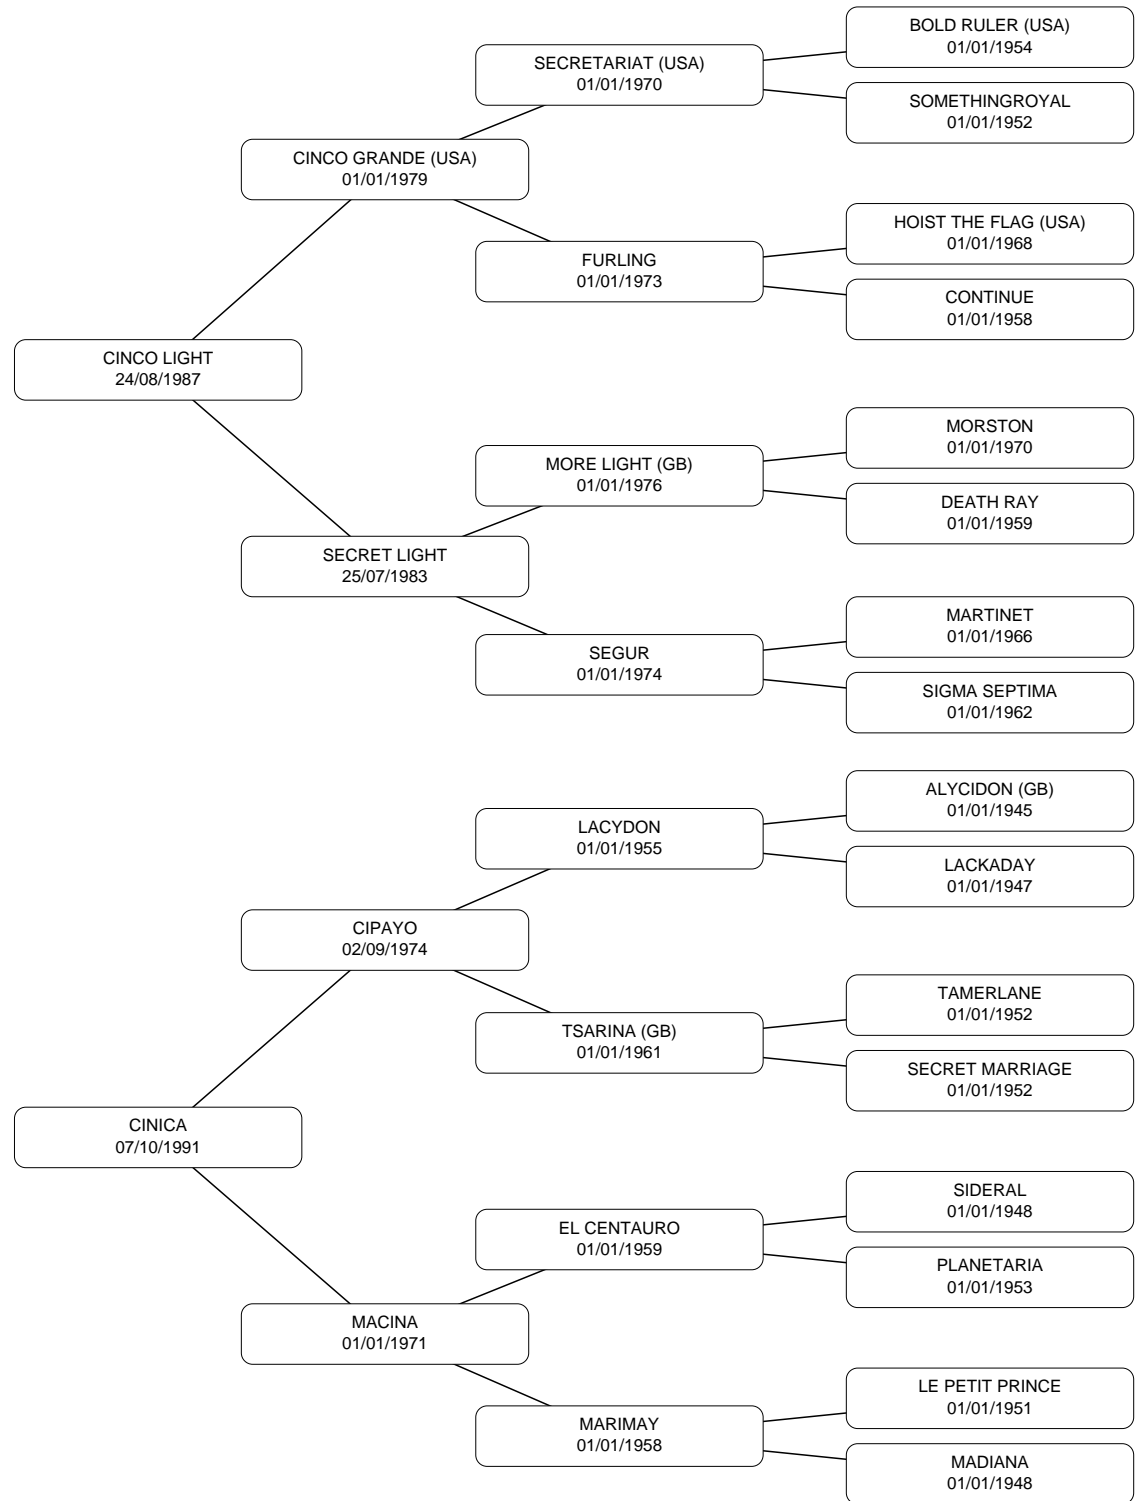 BOLD RULER (USA)
01/01/1954
SECRETARIAT (USA)
01/01/1970
SOMETHINGROYAL
01/01/1952
CINCO GRANDE (USA)
01/01/1979
HOIST THE FLAG (USA)
01/01/1968
FURLING
01/01/1973
CONTINUE
01/01/1958
CINCO LIGHT
24/08/1987
MORSTON
01/01/1970
MORE LIGHT (GB)
01/01/1976
DEATH RAY
01/01/1959
SECRET LIGHT
25/07/1983
MARTINET
01/01/1966
SEGUR
01/01/1974
SIGMA SEPTIMA
01/01/1962
ALYCIDON (GB)
01/01/1945
LACYDON
01/01/1955
LACKADAY
01/01/1947
CIPAYO
02/09/1974
TAMERLANE
01/01/1952
TSARINA (GB)
01/01/1961
SECRET MARRIAGE
01/01/1952
CINICA
07/10/1991
SIDERAL
01/01/1948
EL CENTAURO
01/01/1959
PLANETARIA
01/01/1953
MACINA
01/01/1971
LE PETIT PRINCE
01/01/1951
MARIMAY
01/01/1958
MADIANA
01/01/1948